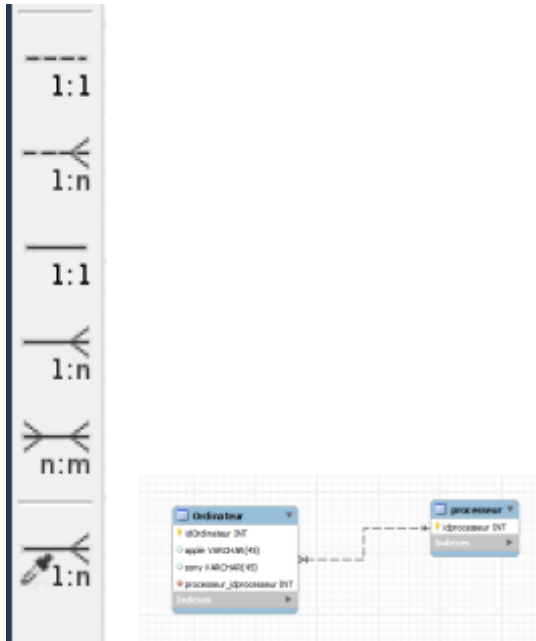 1:1
1:n
1:1
1:n
n:m
1:n
Ordinateur
idOrdinateur INT
apple VARCHAR(45)
sony VARCHAR(45)
processeur_idprocesseur INT
Indexes
processeur
idprocesseur INT
Indexes